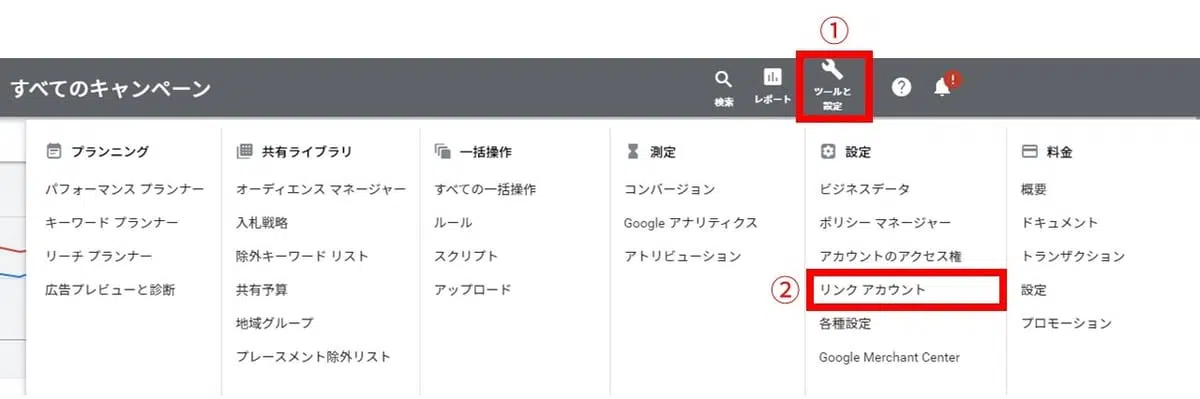 ①
すべてのキャンペーン
検索
レポート
ツールと
設定
!
プランニング
パフォーマンス プランナー
キーワード プランナー
リーチ プランナー
広告プレビューと診断
共有ライブラリ
オーディエンス マネージャー
入札戦略
除外キーワード リスト
共有予算
地域グループ
プレースメント除外リスト
一括操作
すべての一括操作
ルール
スクリプト
アップロード
測定
コンバージョン
Google アナリティクス
アトリビューション
設定
ビジネスデータ
ポリシー マネージャー
アカウントのアクセス権
② リンク アカウント
各種設定
Google Merchant Center
料金
概要
ドキュメント
トランザクション
設定
プロモーション